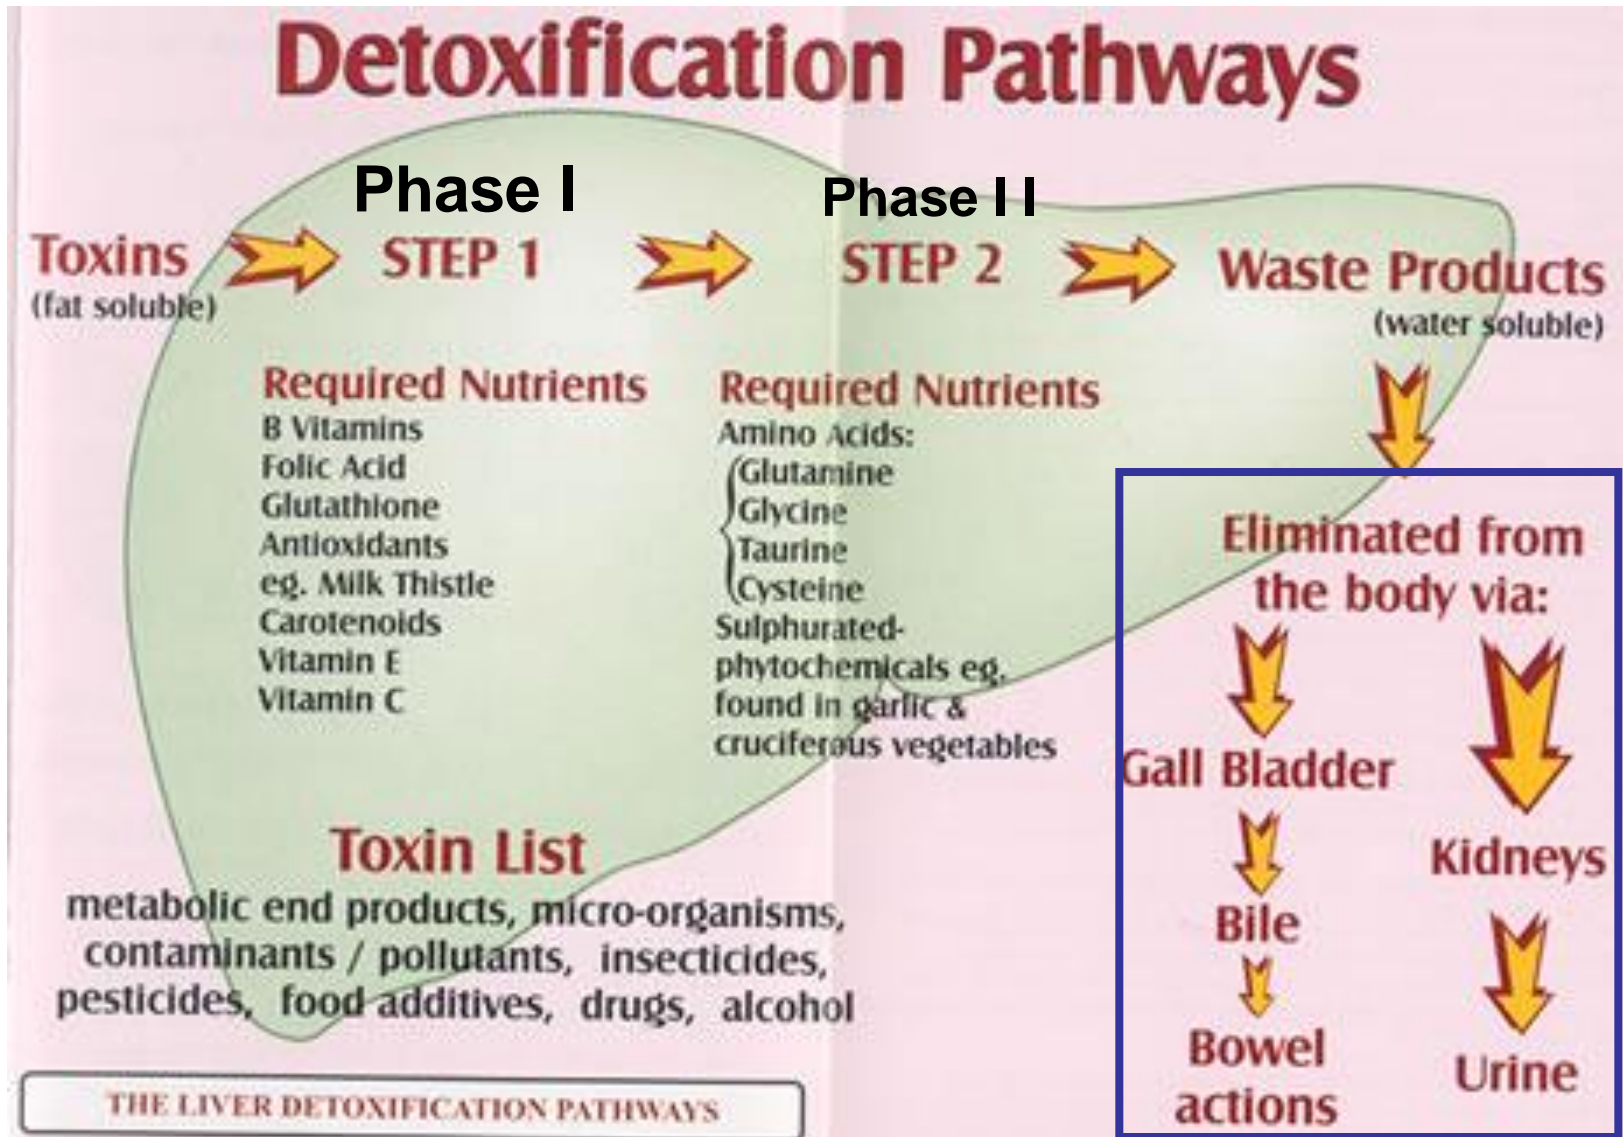 Detoxification Pathways
Phase I
Phase I I
Toxins
(fat soluble)
STEP 1
STEP 2
Waste Products
(water soluble)
Required Nutrients
B Vitamins
Folic Acid
Glutathione
Antioxidants
eg. Milk Thistle
Carotenoids
Vitamin E
Vitamin C
Required Nutrients
Amino Acids:
Glutamine
Glycine
Taurine
Cysteine
Sulphurated-
phytochemicals eg.
found in garlic &
cruciferous vegetables
Eliminated from
the body via:
Gall Bladder
Bile
Bowel
actions
Kidneys
Urine
Toxin List
metabolic end products, micro-organisms,
contaminants / pollutants, insecticides,
pesticides, food additives, drugs, alcohol
THE LIVER DETOXIFICATION PATHWAYS